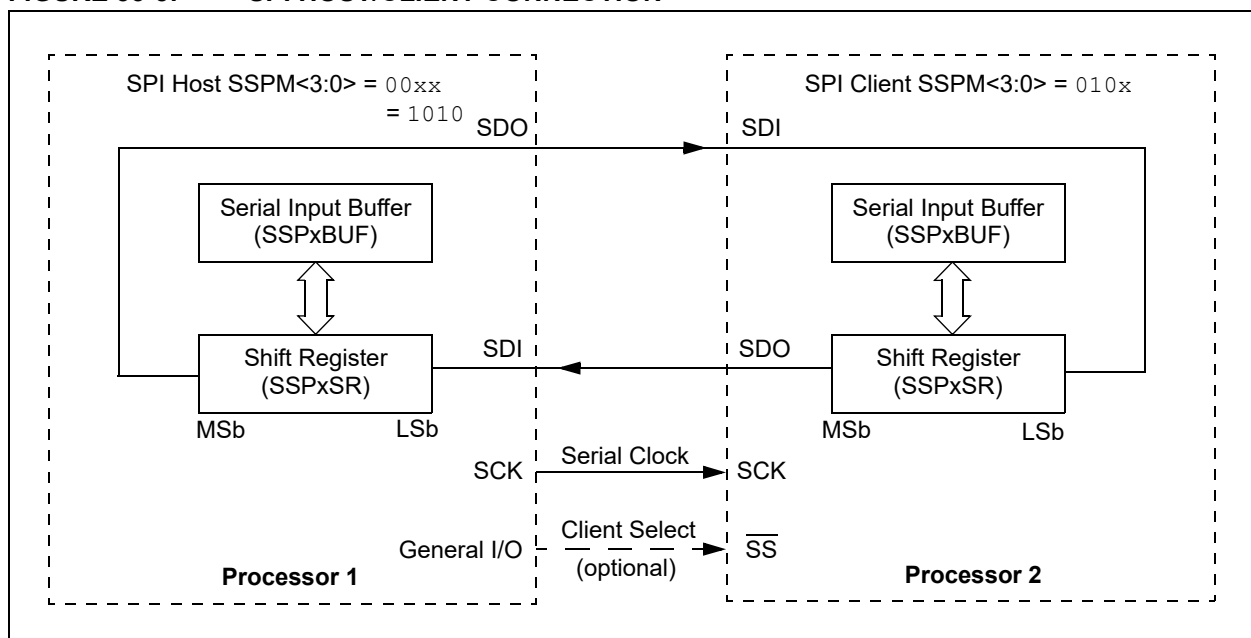 SPI Host SSPM<3:0> = 00xx
= 1010
SPI Client SSPM<3:0> = 010x
SDO
SDI
Serial Input Buffer
(SSPxBUF)
Serial Input Buffer
(SSPxBUF)
Shift Register
(SSPxSR)
SDI
SDO
Shift Register
(SSPxSR)
MSb
LSb
MSb
LSb
SCK
Serial Clock
SCK
General I/O
Client Select
(optional)
SS
Processor 1
Processor 2